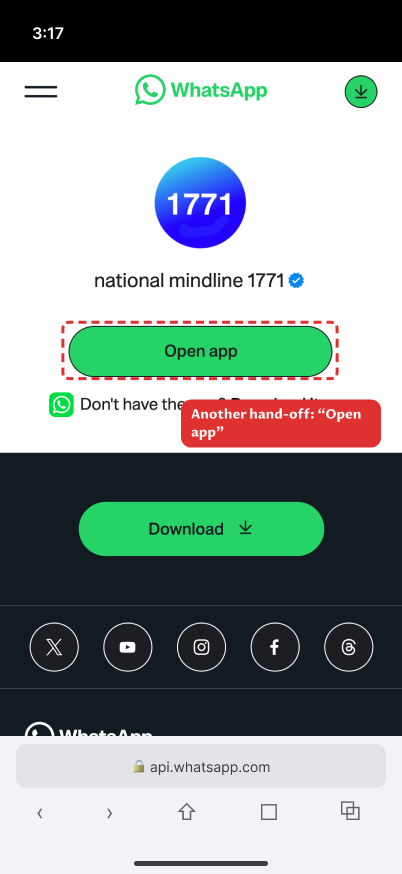 3:17
WhatsApp
1771
national mindline 1771
Open app
Don't have the
Another hand-off: “Open
app”
Download
api.whatsapp.com